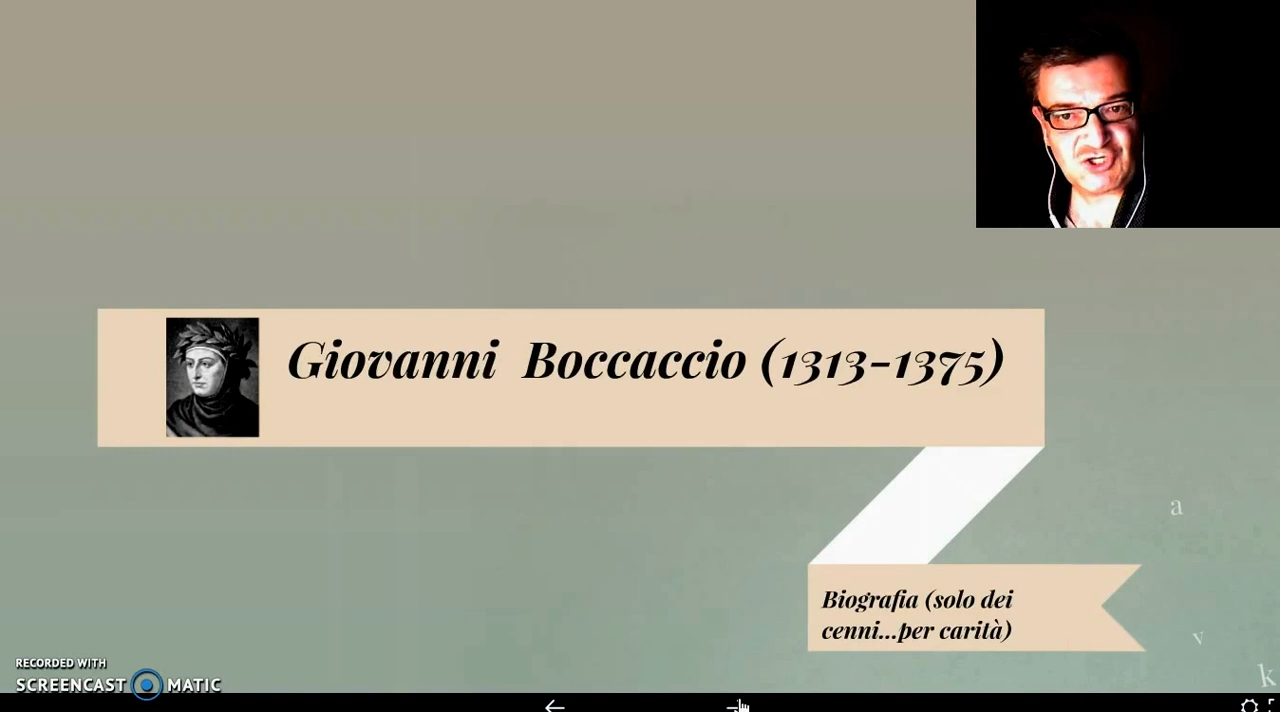 Giovanni Boccaccio (1313-1375)
Biografia (solo dei
cenni...per carità)
a
v
k
RECORDED WITH
SCREENCAST MATIC